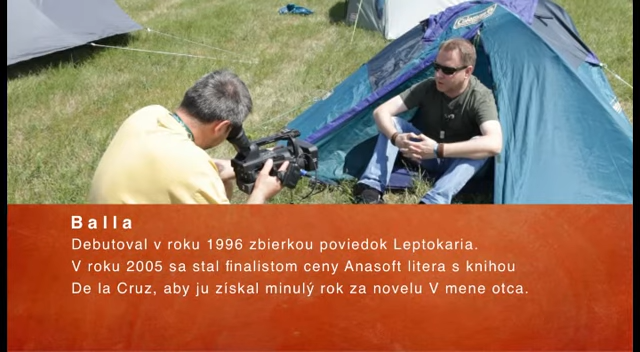 Coleman
Balla
Debutoval v roku 1996 zbierkou poviedok Leptokaria.
V roku 2005 sa stal finalistom ceny Anasoft litera s knihou
De la Cruz, aby ju získal minulý rok za novelu V mene otca.